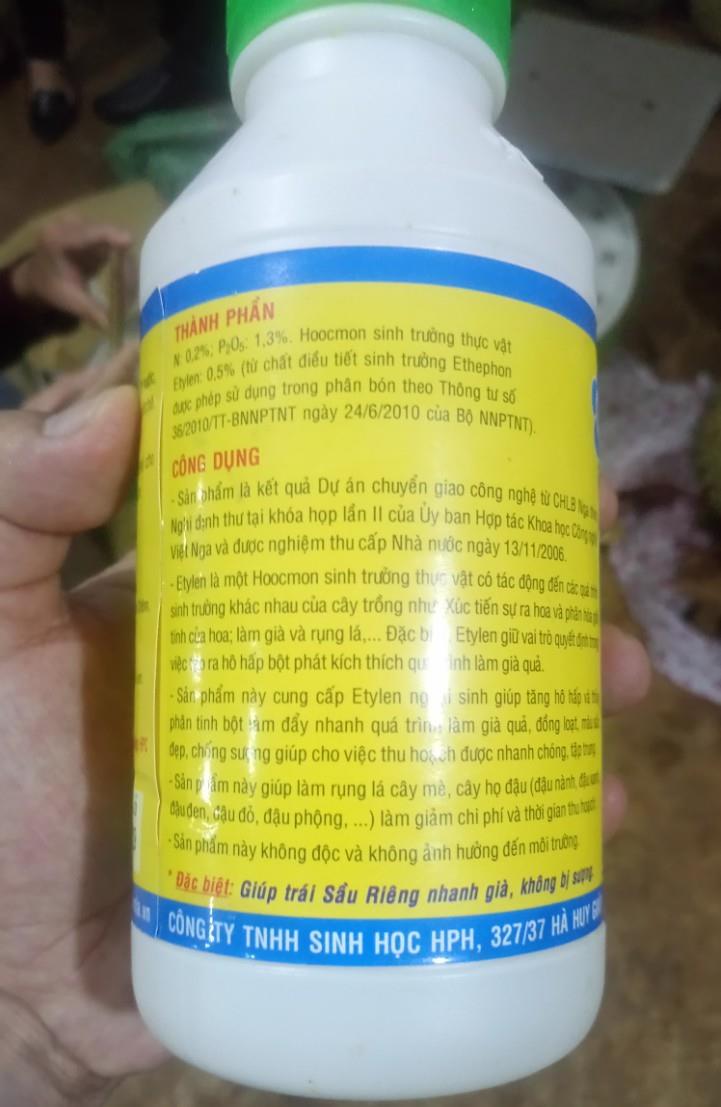 THÀNH PHẦN
N: 0,2%; P₂O₅: 1,3%. Hoocmon sinh trưởng thực vật
Etylen: 0,5% (từ chất điều tiết sinh trưởng Ethephon
được phép sử dụng trong phân bón theo Thông tư số
36/2010/TT-BNNPTNT ngày 24/6/2010 của Bộ NNPTNT).
CÔNG DỤNG
- Sản phẩm là kết quả Dự án chuyển giao công nghệ từ CHLB Nga theo
Nghị định thư tại khóa họp lần II của Ủy ban Hợp tác Khoa học Công nghệ
Việt Nga và được nghiệm thu cấp Nhà nước ngày 13/11/2006.
- Etylen là một Hoocmon sinh trưởng thực vật có tác động đến các quá trình
sinh trưởng khác nhau của cây trồng như: Xúc tiến sự ra hoa và phân hóa giới
tính của hoa; làm già và rụng lá,... Đặc biệt, Etylen giữ vai trò quyết định trong
việc tạo ra hô hấp bột phát kích thích quá trình làm già quả.
- Sản phẩm này cung cấp Etylen ngoại sinh giúp tăng hô hấp và thủy
phân tinh bột làm đẩy nhanh quá trình làm già quả, đồng loạt, màu sắc
đẹp, chống sượng giúp cho việc thu hoạch được nhanh chóng, tập trung.
- Sản phẩm này giúp làm rụng lá cây mè, cây họ đậu (đậu nành, đậu xanh,
đậu đen, đậu đỏ, đậu phộng, ...) làm giảm chi phí và thời gian thu hoạch.
- Sản phẩm này không độc và không ảnh hưởng đến môi trường.
* Đặc biệt: Giúp trái Sầu Riêng nhanh già, không bị sượng.
CÔNG TY TNHH SINH HỌC HPH, 327/37 HÀ HUY